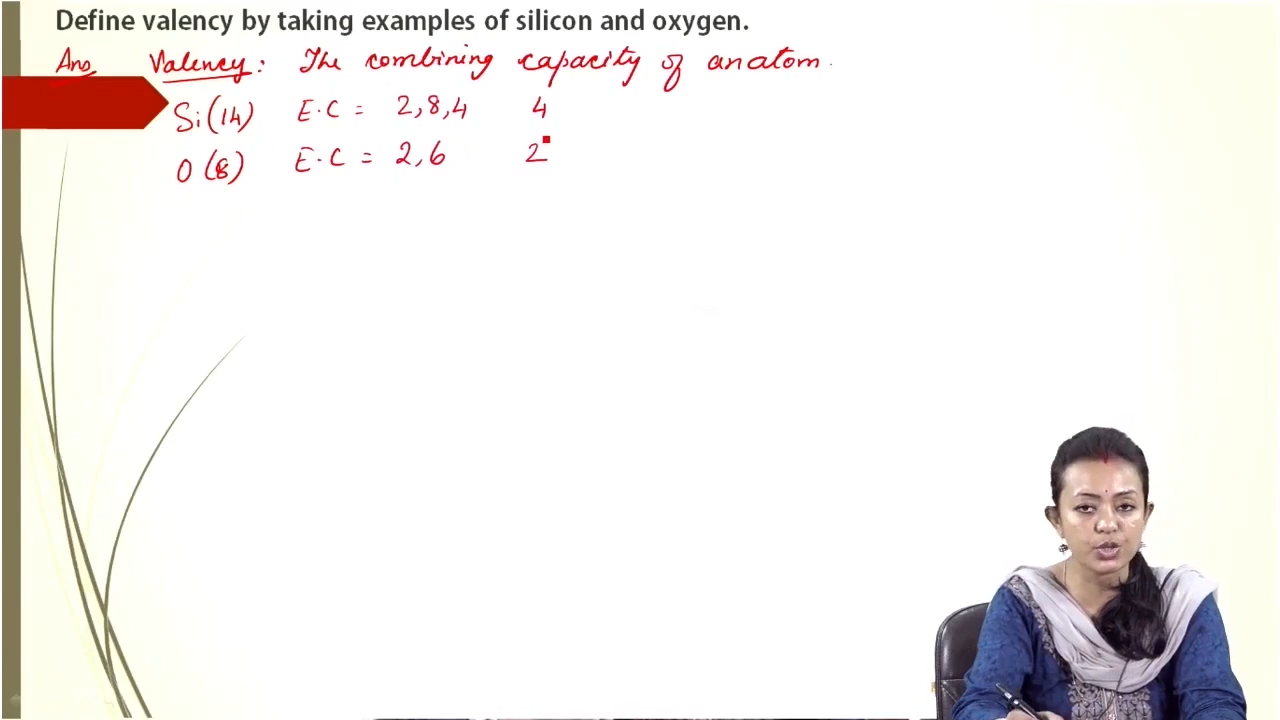 Define valency by taking examples of silicon and oxygen.
Ans Valency: The combining capacity of an atom.
Si(14) E.C = 2,8,4 4
O(8) E.C = 2,6 2